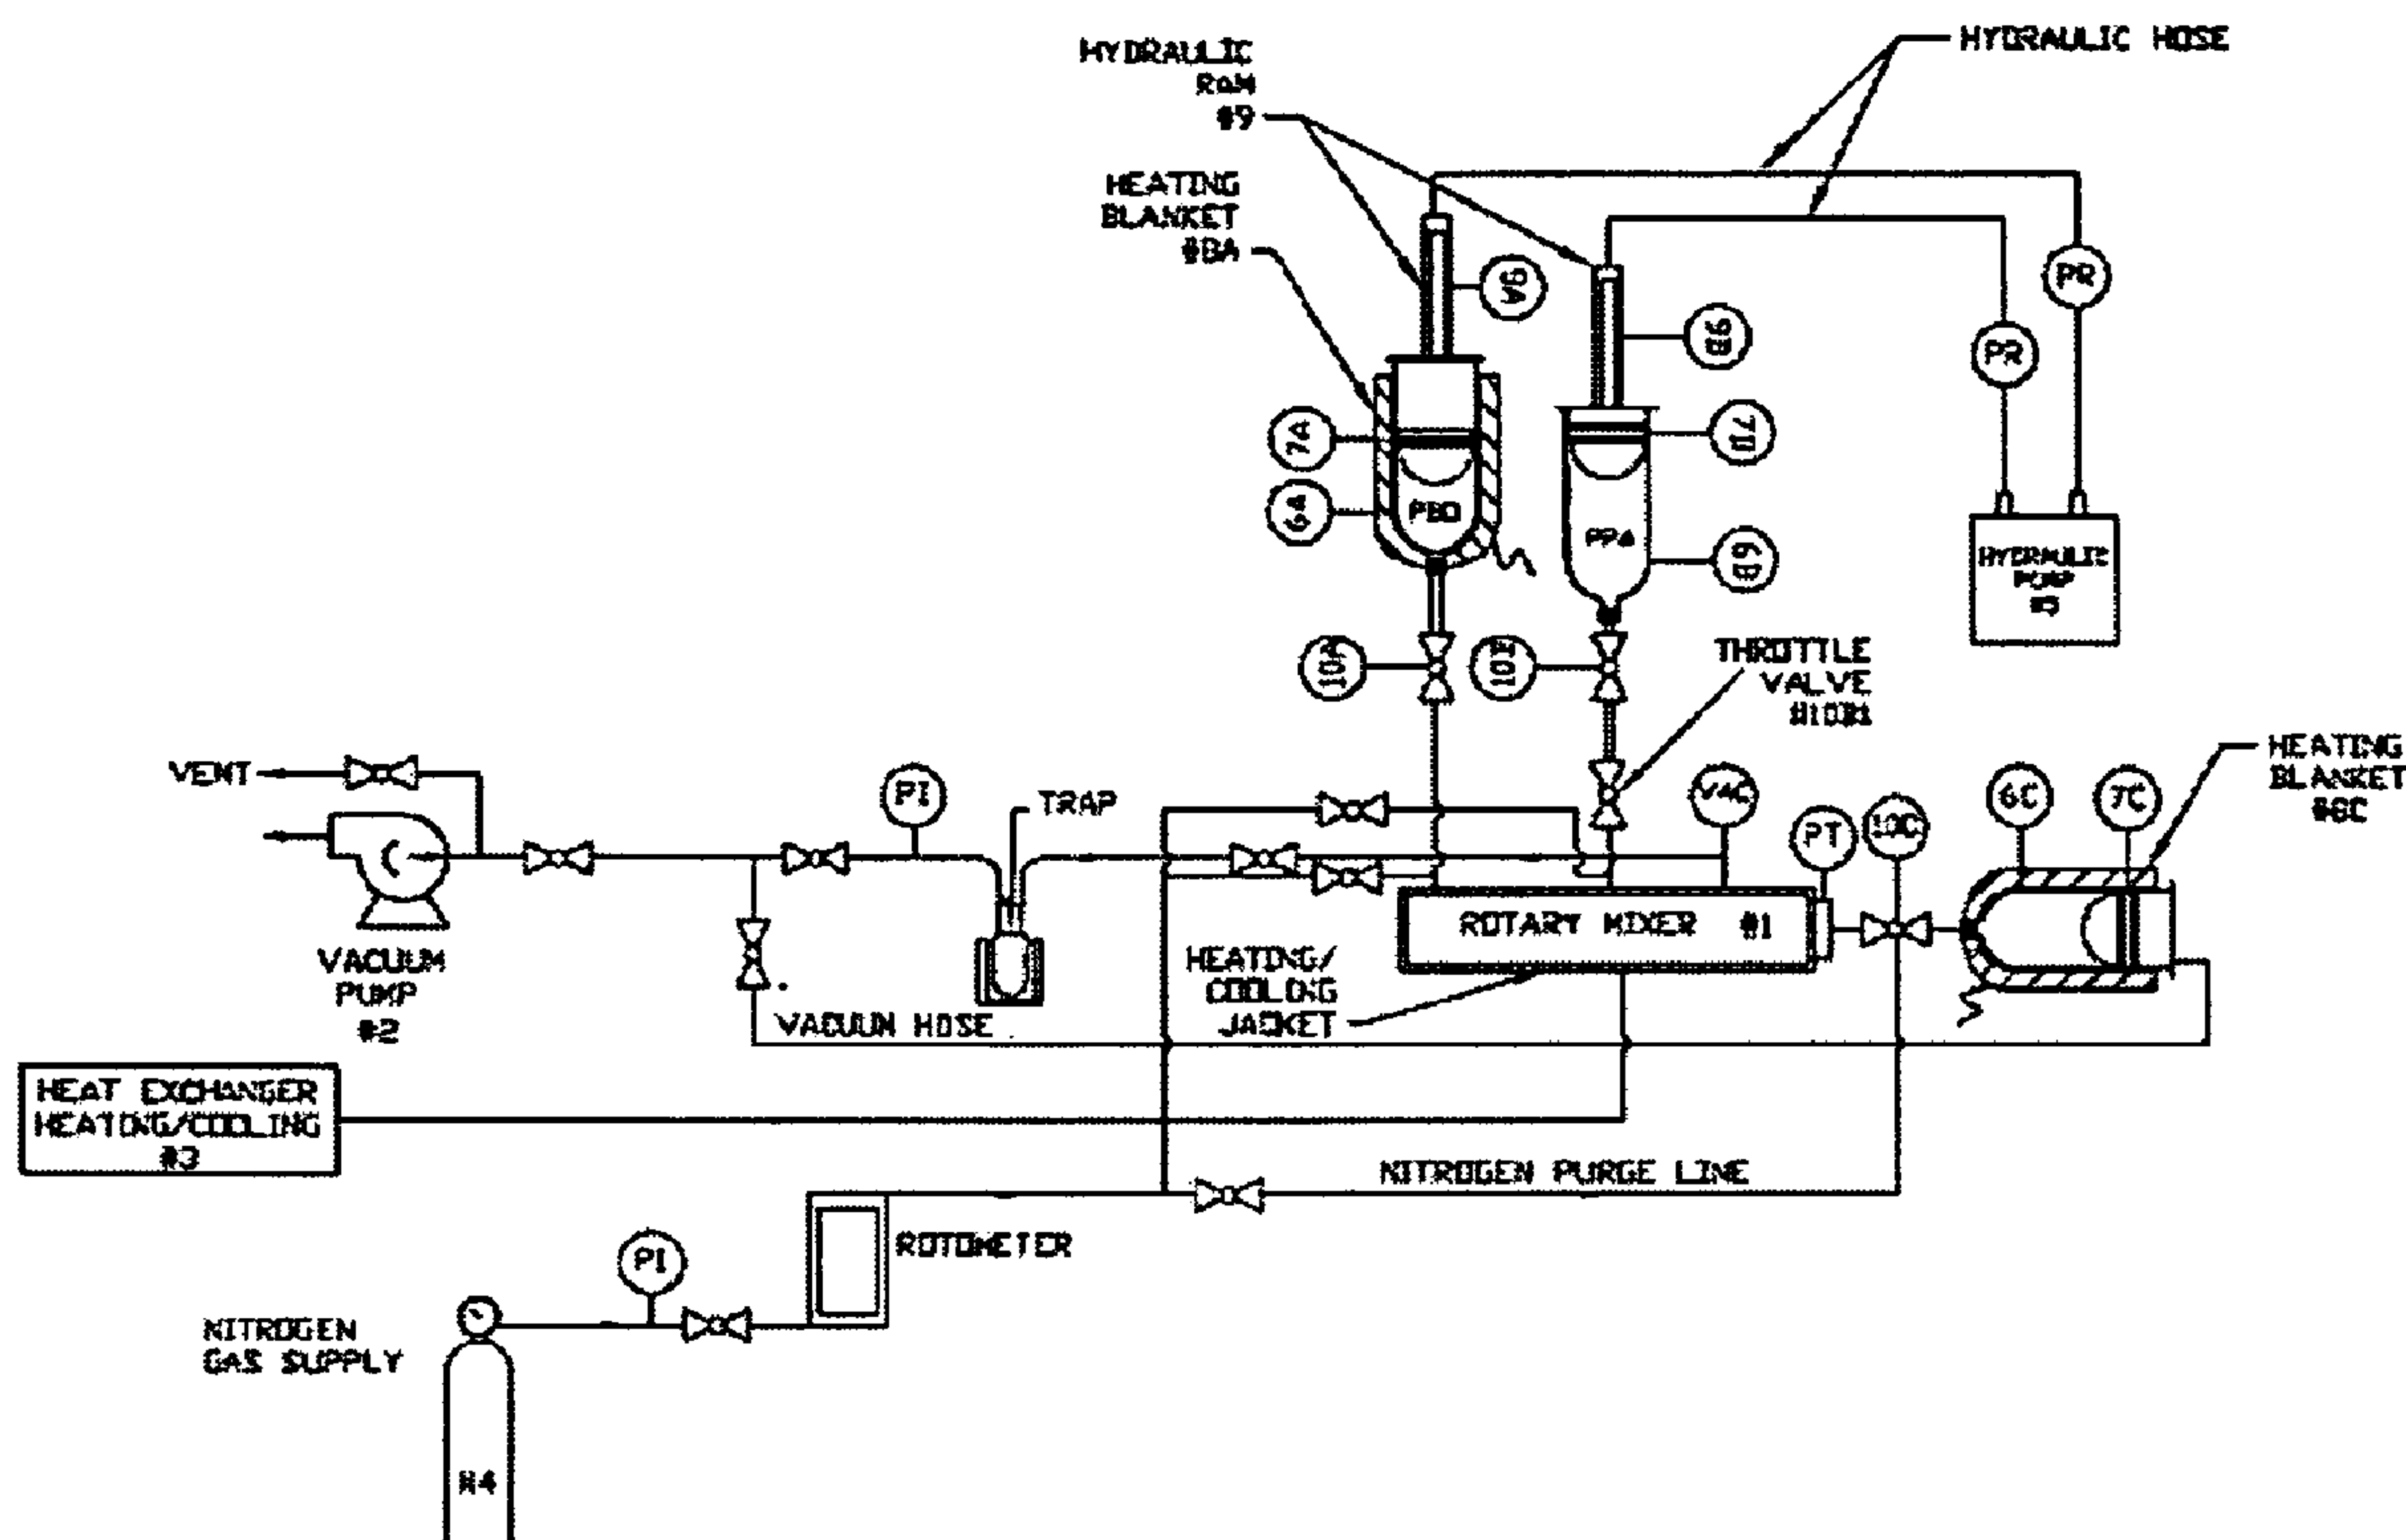 HYDRAULIC
RAM
#9
HYDRAULIC HOSE
HEATING
BLANKET
#8A
9A
PR
9B
PR
7A
7B
6A
PBO
PPA
6B
HYDRAULIC
PUMP
#5
10A
10B
THROTTLE
VALVE
VENT
PI
TRAP
VAC
PT
10C
6C
7C
HEATING
BLANKET
#8C
ROTARY MIXER #1
HEATING/
COOLING
JACKET
VACUUM
PUMP
#2
VACUUN HOSE
HEAT EXCHANGER
HEATING/COOLING
#3
NITROGEN PURGE LINE
ROTOMETER
PI
NITROGEN
GAS SUPPLY
#4